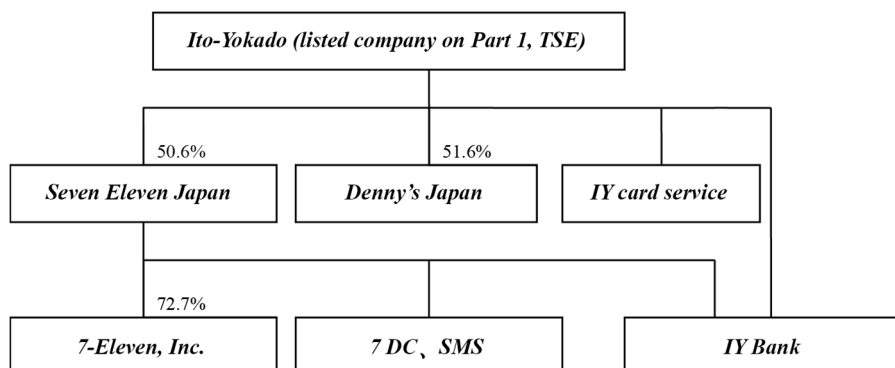 Ito-Yokado (listed company on Part 1, TSE)
50.6%
51.6%
Seven Eleven Japan
Denny’s Japan
IY card service
72.7%
7-Eleven, Inc.
7 DC、SMS
IY Bank